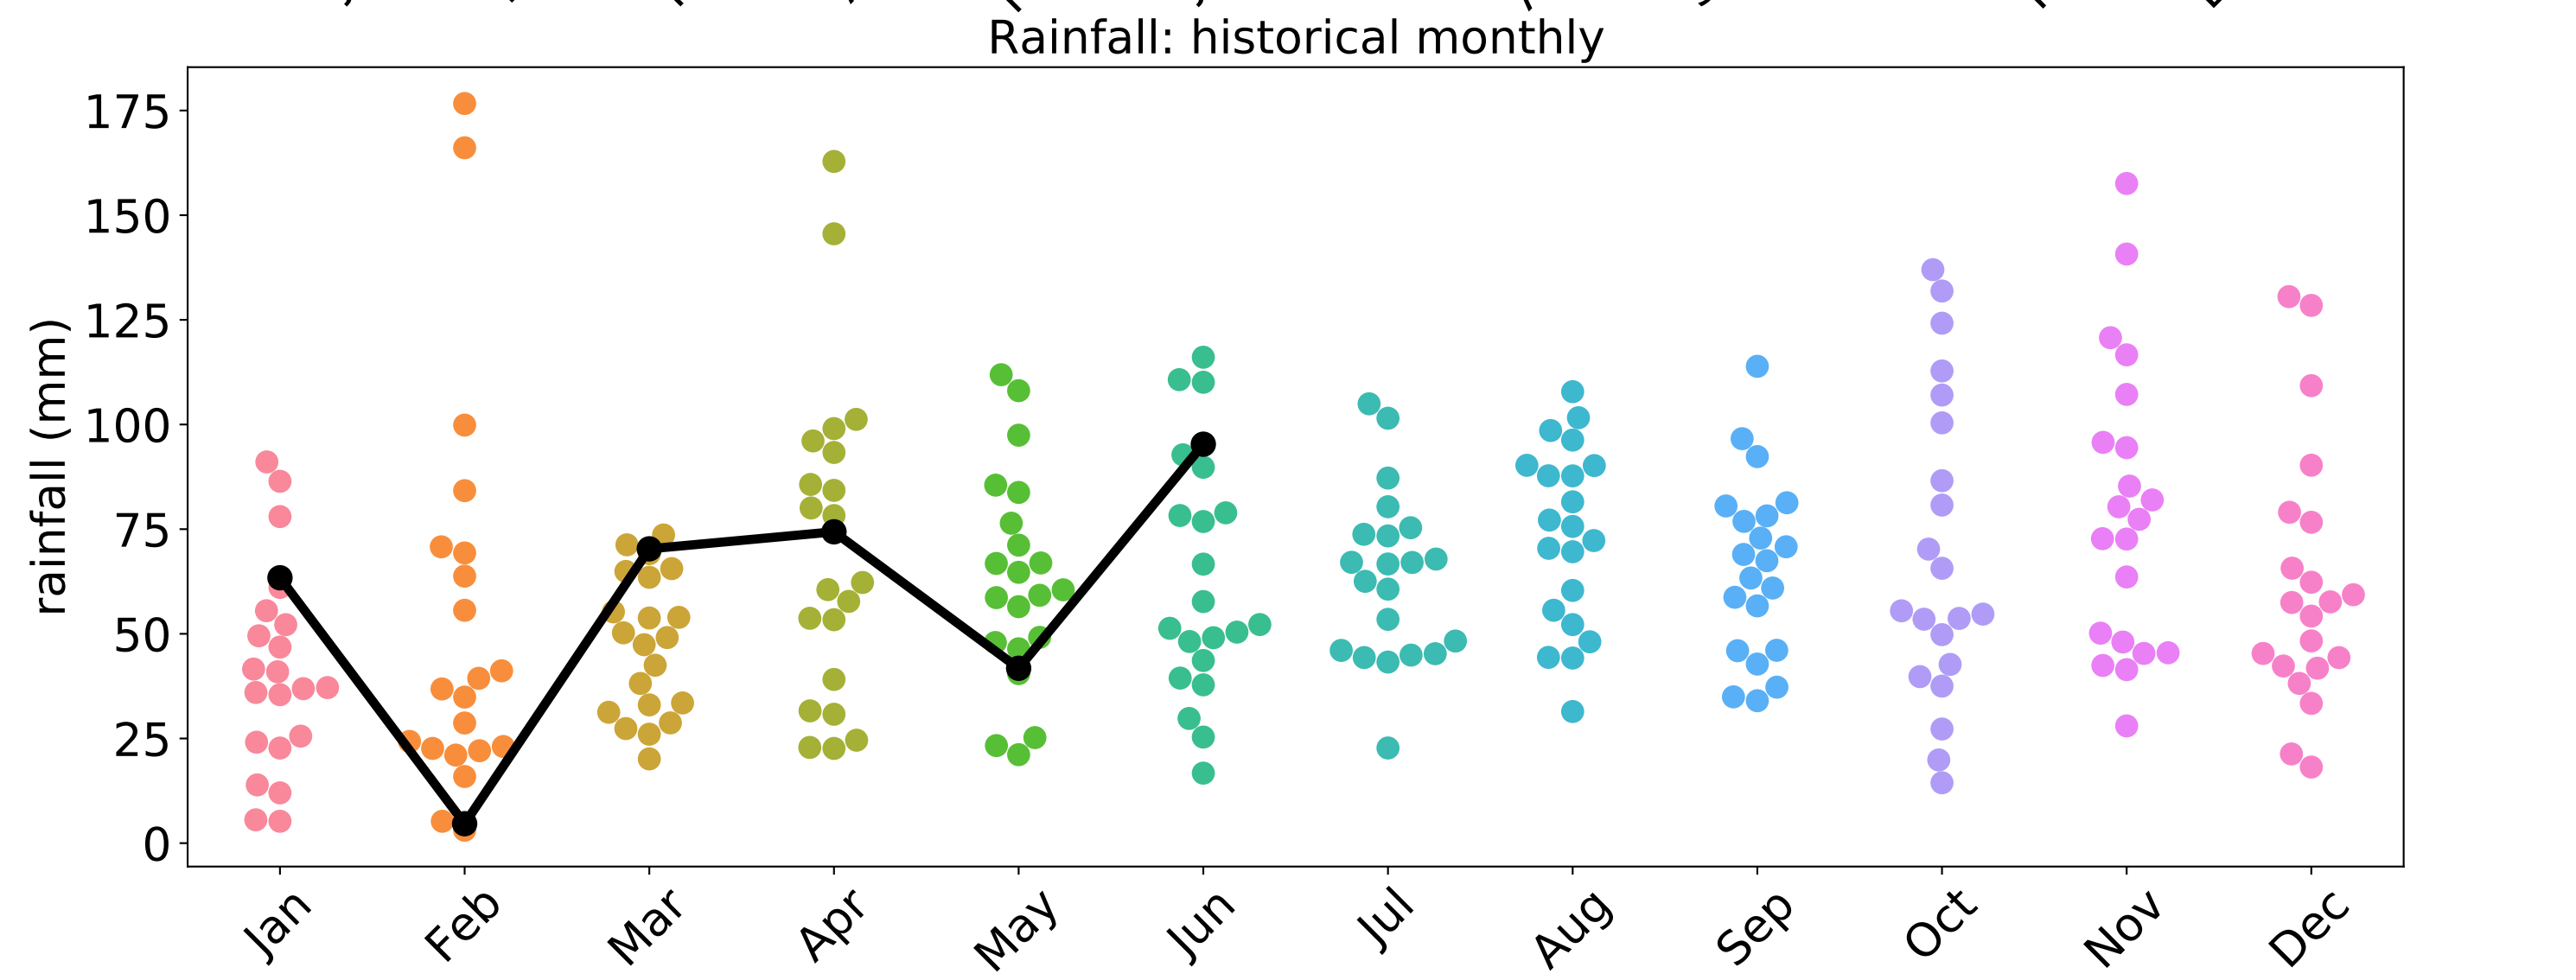 Rainfall: historical monthly
rainfall (mm)
175
150
125
100
75
50
25
0
Jan
Feb
Mar
Apr
May
Jun
Jul
Aug
Sep
Oct
Nov
Dec